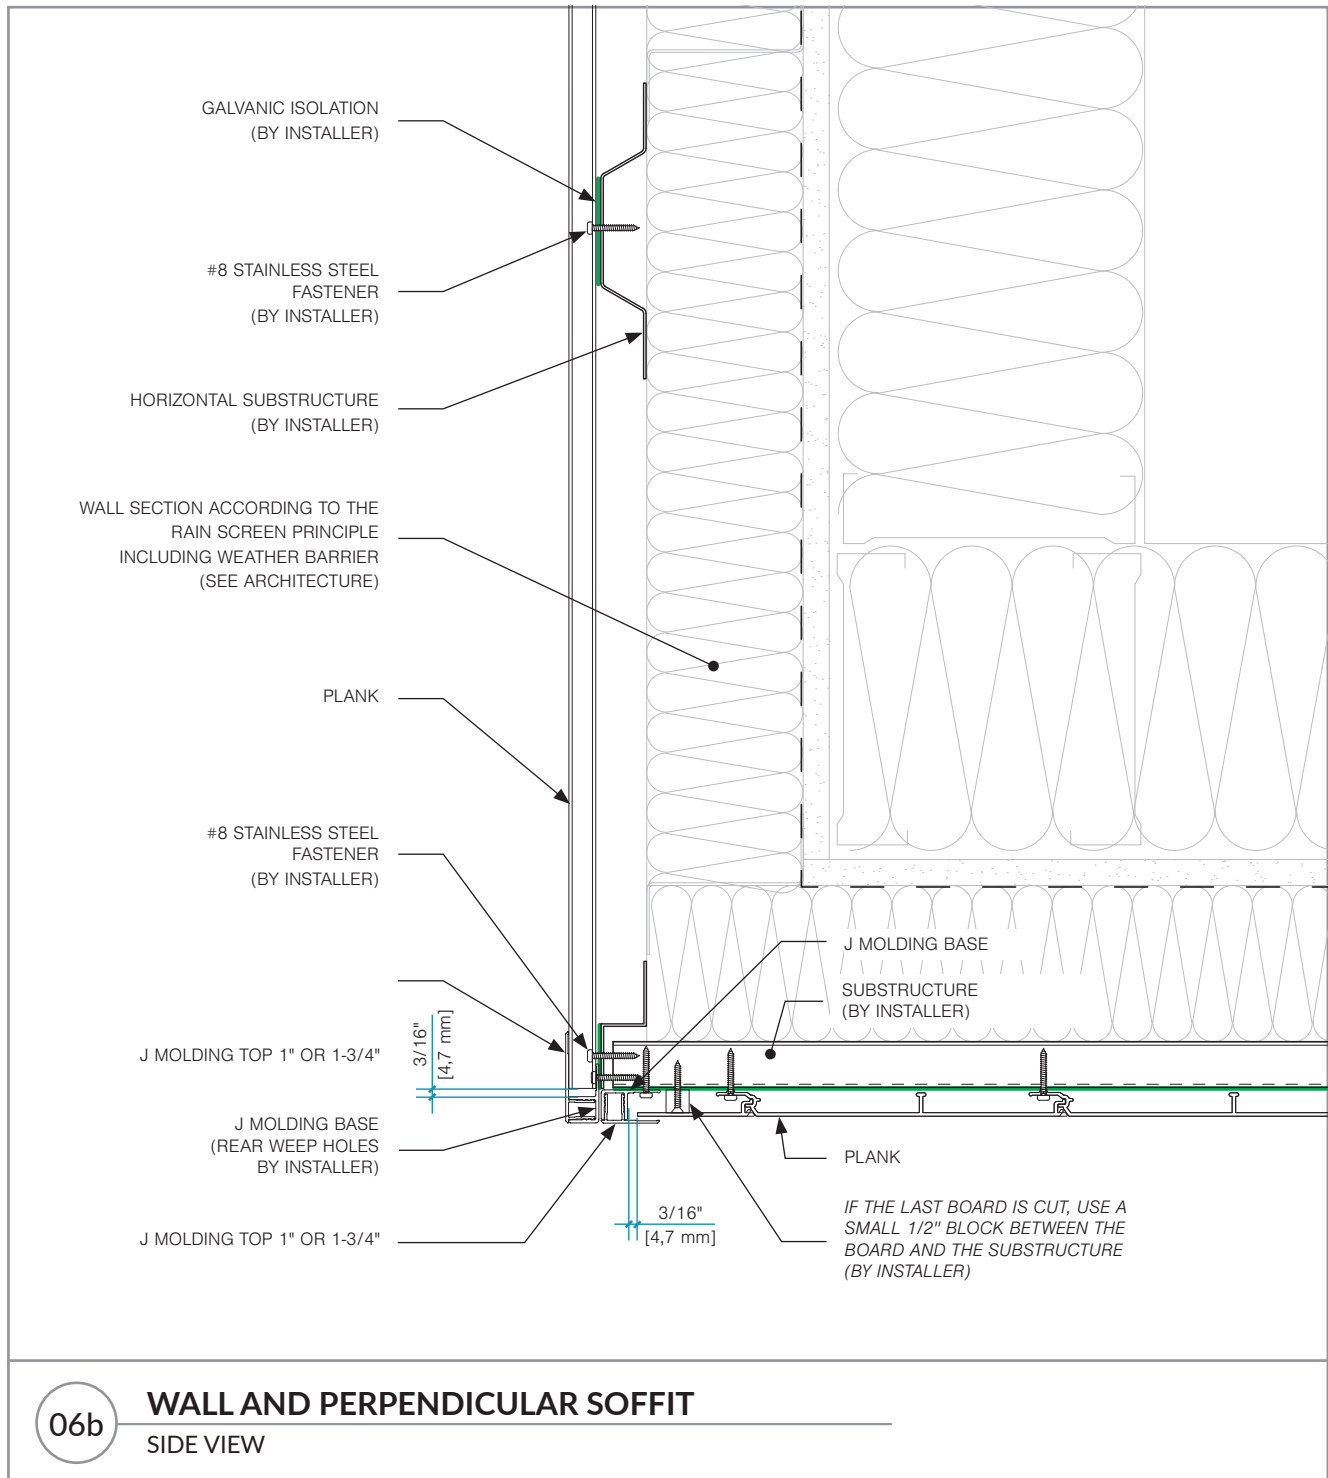 GALVANIC ISOLATION
(BY INSTALLER)
#8 STAINLESS STEEL
FASTENER
(BY INSTALLER)
HORIZONTAL SUBSTRUCTURE
(BY INSTALLER)
WALL SECTION ACCORDING TO THE
RAIN SCREEN PRINCIPLE
INCLUDING WEATHER BARRIER
(SEE ARCHITECTURE)
PLANK
#8 STAINLESS STEEL
FASTENER
(BY INSTALLER)
J MOLDING BASE
SUBSTRUCTURE
(BY INSTALLER)
3/16"
[4,7 mm]
J MOLDING TOP 1" OR 1-3/4"
J MOLDING BASE
(REAR WEEP HOLES
BY INSTALLER)
PLANK
3/16"
[4,7 mm]
J MOLDING TOP 1" OR 1-3/4"
IF THE LAST BOARD IS CUT, USE A
SMALL 1/2" BLOCK BETWEEN THE
BOARD AND THE SUBSTRUCTURE
(BY INSTALLER)
06b
WALL AND PERPENDICULAR SOFFIT
SIDE VIEW